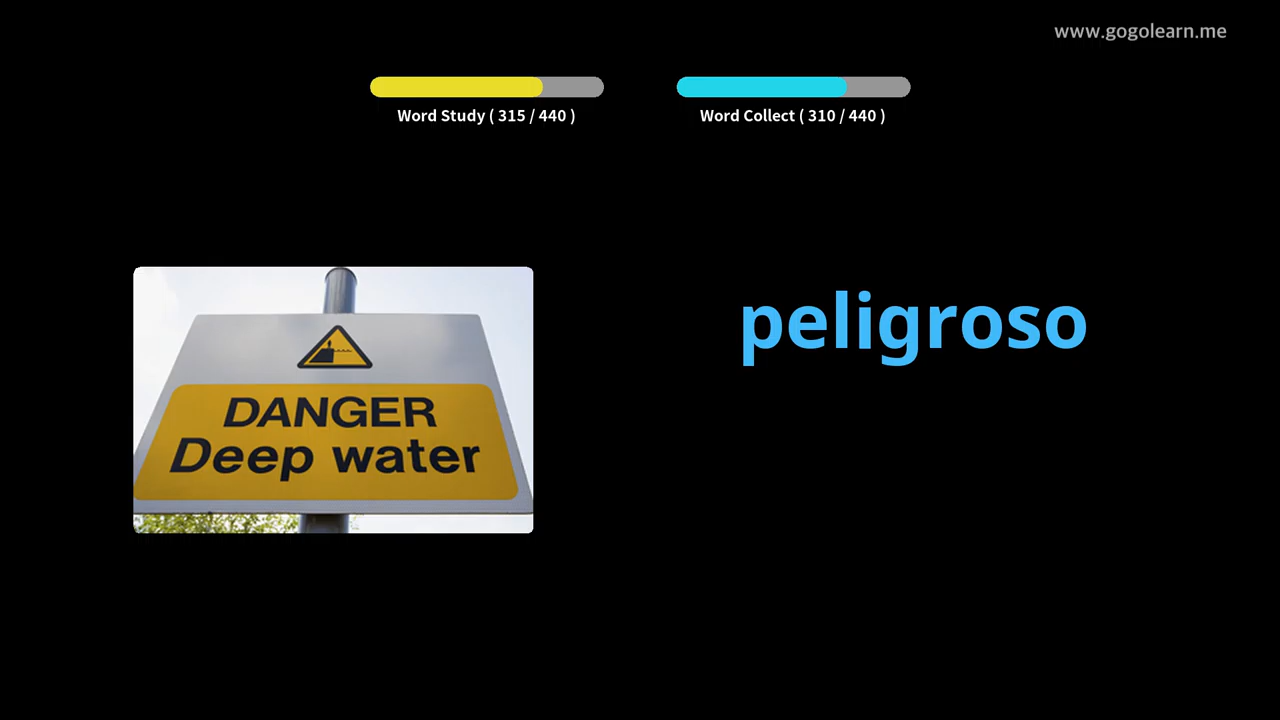 www.gogolearn.me
Word Study ( 315 / 440 )
Word Collect ( 310 / 440 )
DANGER
Deep water
peligroso